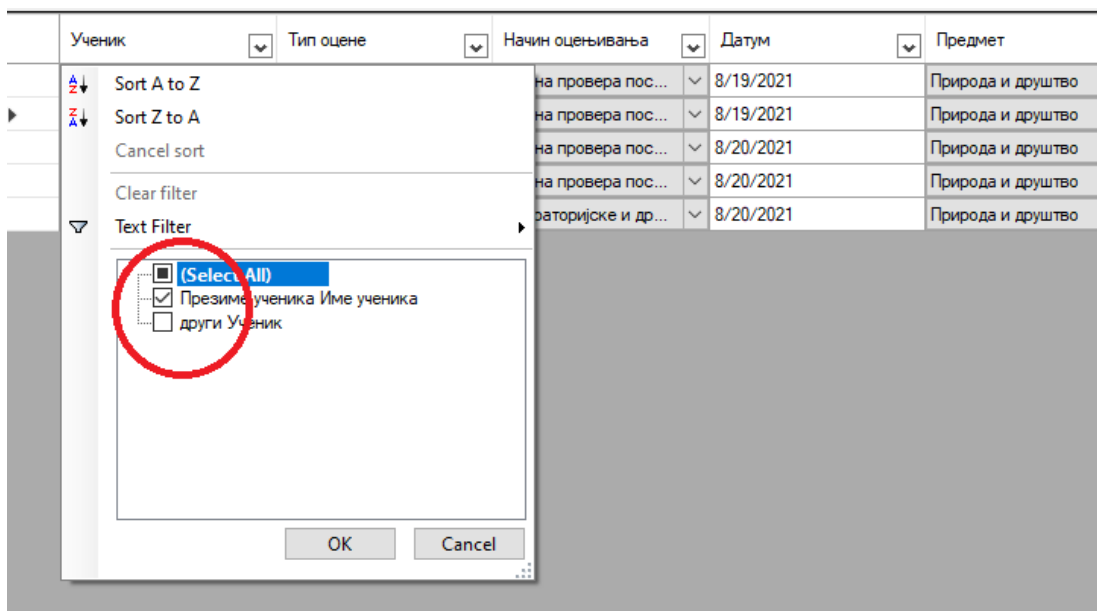 Ученик Тип оцене Начин оцењивања Датум Предмет
Sort A to Z
на провера пос... 8/19/2021 Природа и друштво
Sort Z to A
на провера пос... 8/19/2021 Природа и друштво
Cancel sort
на провера пос... 8/20/2021 Природа и друштво
Clear filter
на провера пос... 8/20/2021 Природа и друштво
Text Filter
раторијске и др... 8/20/2021 Природа и друштво
(Select All)
Презиме ученика Име ученика
други Ученик
OK Cancel